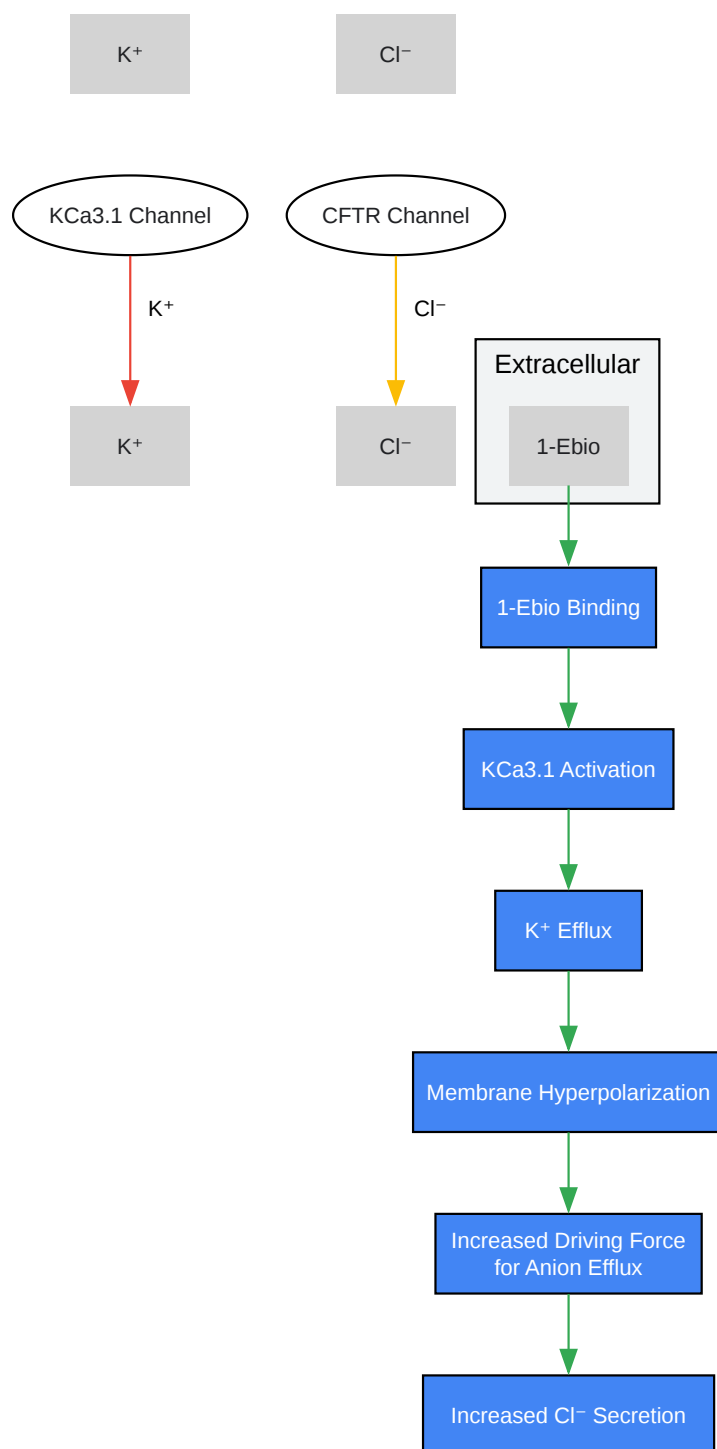 K⁺
Cl⁻
KCa3.1 Channel
CFTR Channel
K⁺
Cl⁻
Extracellular
K⁺
Cl⁻
1-Ebio
1-Ebio Binding
KCa3.1 Activation
K⁺ Efflux
Membrane Hyperpolarization
Increased Driving Force
for Anion Efflux
Increased Cl⁻ Secretion